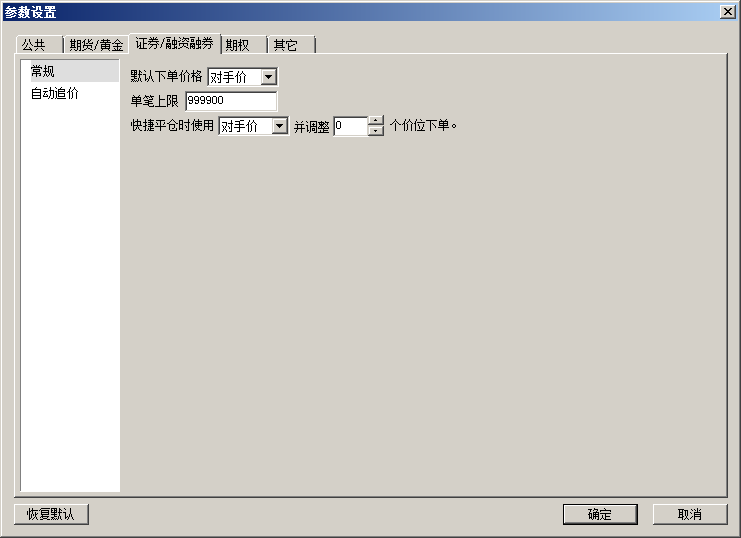 参数设置
公共 期货/黄金 证券/融资融券 期权 其它
常规
自动追价
默认下单价格 对手价
单笔上限 999900
快捷平仓时使用 对手价 并调整 0 个价位下单。
恢复默认 确定 取消